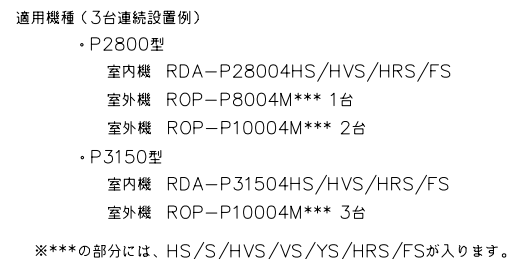 適用機種（3台連続設置例）
・P2800型
室内機 RDA−P28004HS/HVS/HRS/FS
室外機 ROP−P8004M*** 1台
室外機 ROP−P10004M*** 2台
・P3150型
室内機 RDA−P31504HS/HVS/HRS/FS
室外機 ROP−P10004M*** 3台
※***の部分には、HS/S/HVS/VS/YS/HRS/FSが入ります。